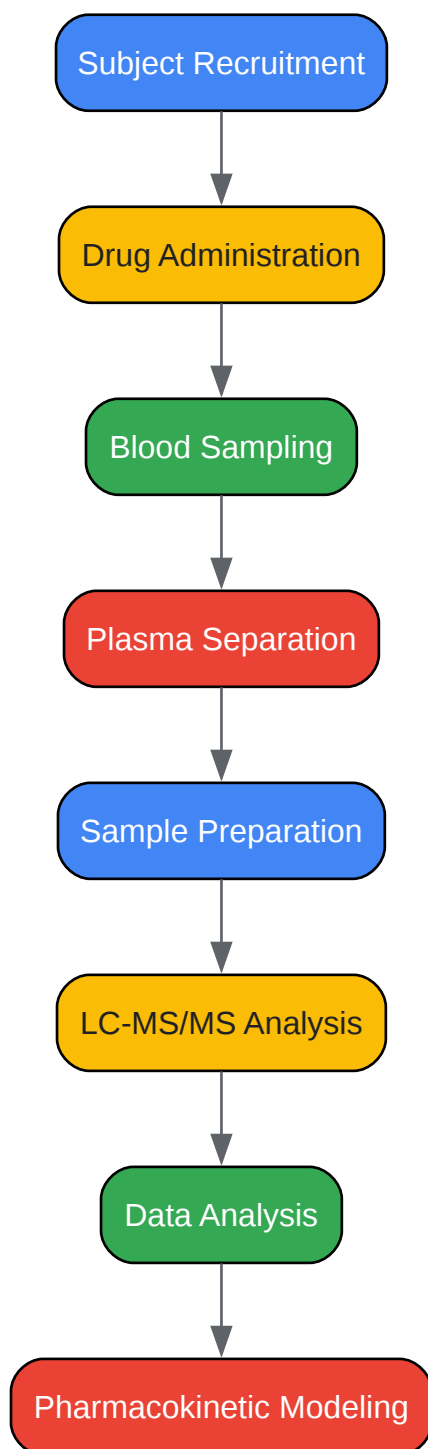 Subject Recruitment
Drug Administration
Blood Sampling
Plasma Separation
Sample Preparation
LC-MS/MS Analysis
Data Analysis
Pharmacokinetic Modeling